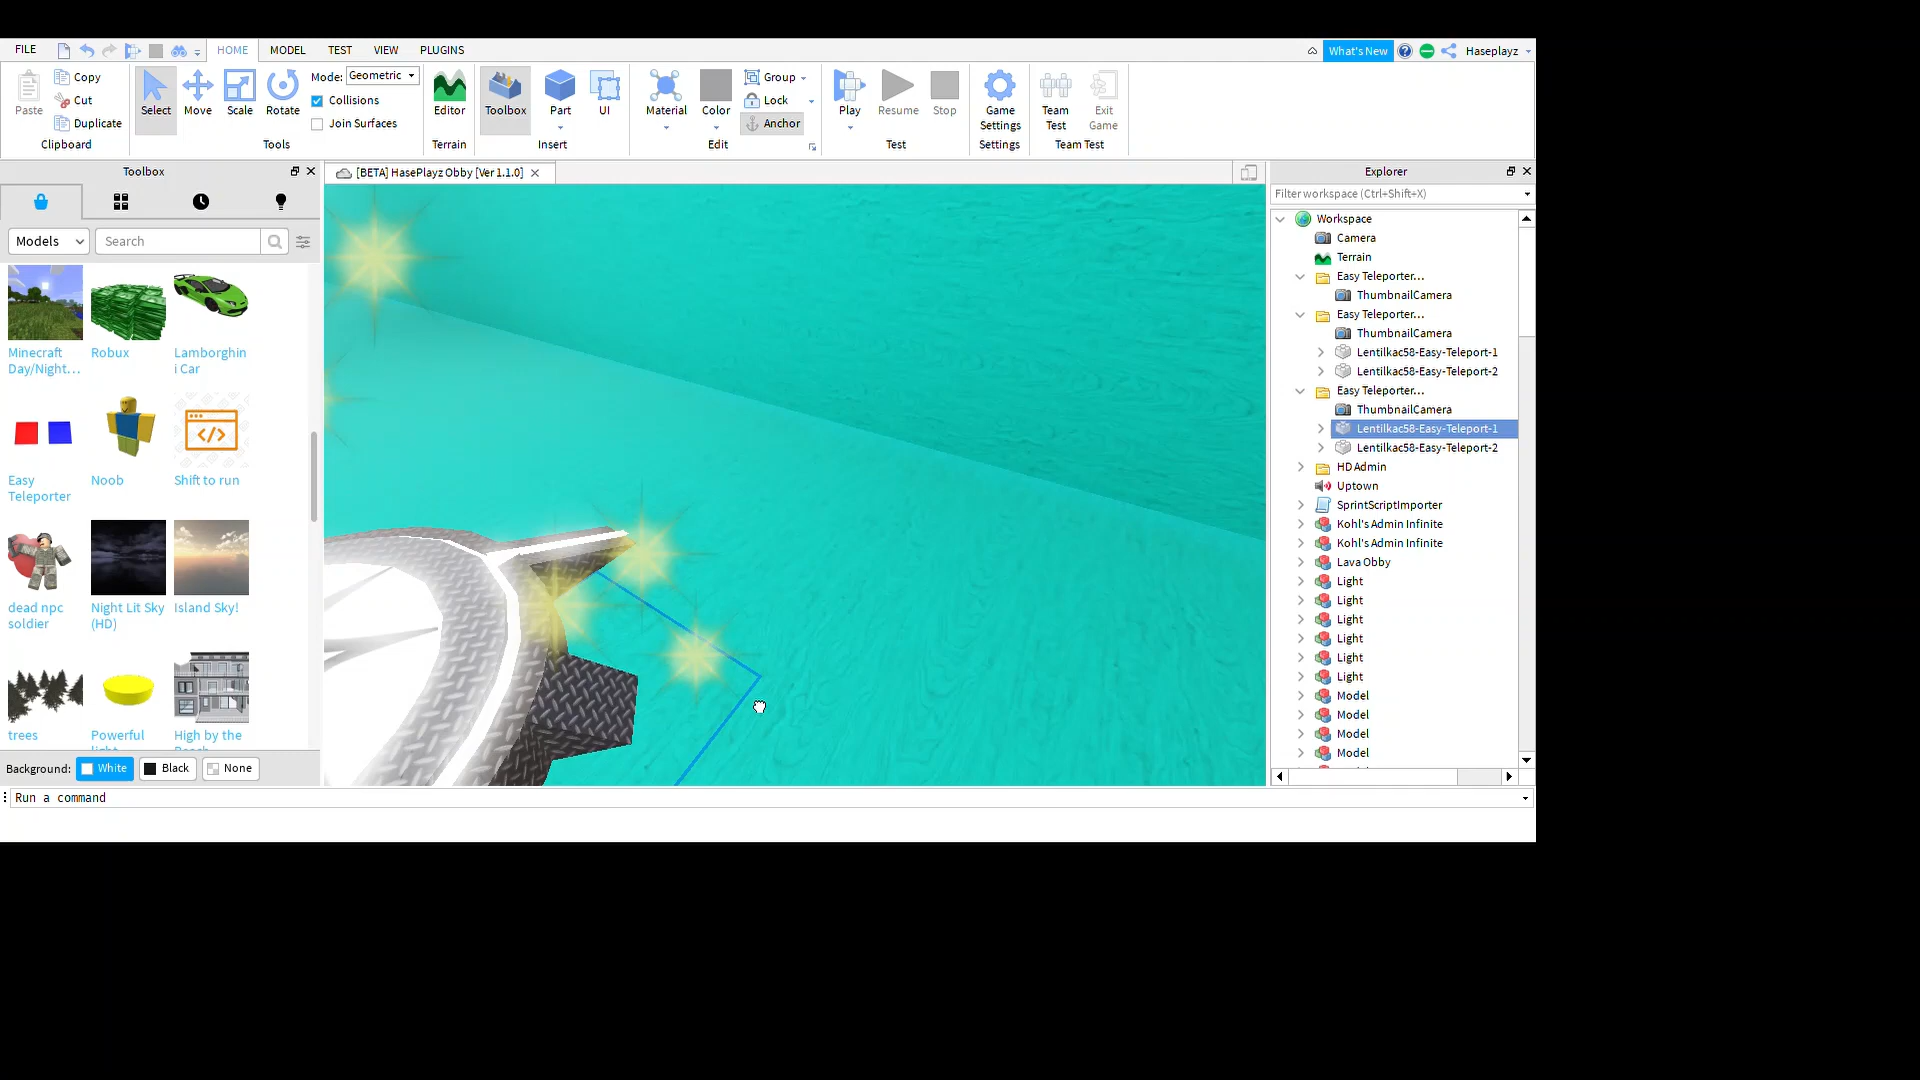 FILE
HOME
MODEL
TEST
VIEW
PLUGINS
What's New
Haseplayz
Paste
Copy
Cut
Duplicate
Clipboard
Select
Move
Scale
Rotate
Mode: Geometric
Collisions
Join Surfaces
Tools
Editor
Terrain
Toolbox
Part
UI
Insert
Material
Color
Group
Lock
Anchor
Edit
Play
Resume
Stop
Test
Game
Settings
Settings
Team
Test
Exit
Game
Team Test
Toolbox
[BETA] HasePlayz Obby [Ver 1.1.0]
Explorer
Models
Search
Filter workspace (Ctrl+Shift+X)
Minecraft
Day/Night...
Robux
Lamborghin
i Car
Easy
Teleporter
Noob
Shift to run
dead npc
soldier
Night Lit Sky
(HD)
Island Sky!
trees
Powerful
High by the
Background: White Black None
Run a command
Workspace
Camera
Terrain
Easy Teleporter...
ThumbnailCamera
Easy Teleporter...
ThumbnailCamera
Lentilkac58-Easy-Teleport-1
Lentilkac58-Easy-Teleport-2
Easy Teleporter...
ThumbnailCamera
Lentilkac58-Easy-Teleport-1
Lentilkac58-Easy-Teleport-2
HD Admin
Uptown
SprintScriptImporter
Kohl's Admin Infinite
Kohl's Admin Infinite
Lava Obby
Light
Light
Light
Light
Light
Light
Model
Model
Model
Model